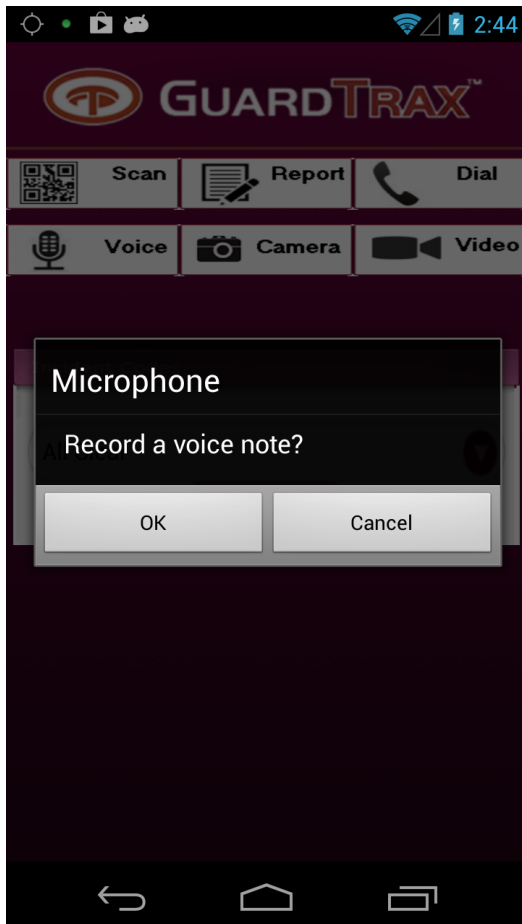 2:44
GUARDTRAX™
Scan Report Dial
Voice Camera Video
Microphone
Record a voice note?
OK Cancel